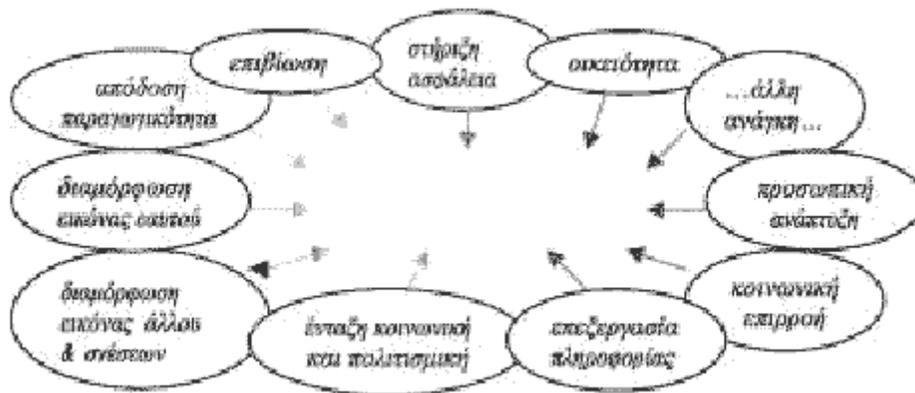 επιβίωση
στήριξη
ασφάλεια
οικειότητα
...άλλη
ανάγκη...
προσωπική
ανάπτυξη
κοινωνική
επιρροή
επεξεργασία
πληροφορίας
ένταξη κοινωνική
και πολιτισμική
διαμόρφωση
εικόνας άλλου
& σχέσεων
διαμόρφωση
εικόνας εαυτού
απόδοση
παραγωγικότητα